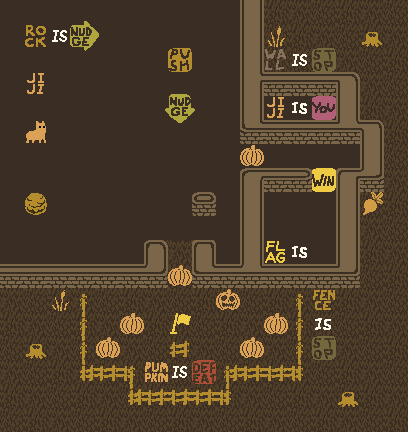 ROCK IS NUDGE
PUSH
WALL IS STOP
JIJI
NUDGE
JIJI IS YOU
WIN
FLAG IS
FENCE
IS
STOP
PUMPKIN IS DEFEAT